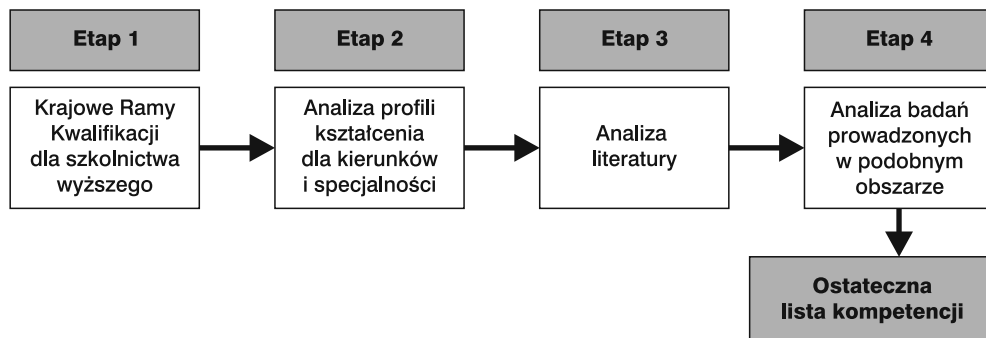 Etap 1
Etap 2
Etap 3
Etap 4
Krajowe Ramy
Kwalifikacji
dla szkolnictwa
wyższego
Analiza profili
kształcenia
dla kierunków
i specjalności
Analiza
literatury
Analiza badań
prowadzonych
w podobnym
obszarze
Ostateczna
lista kompetencji